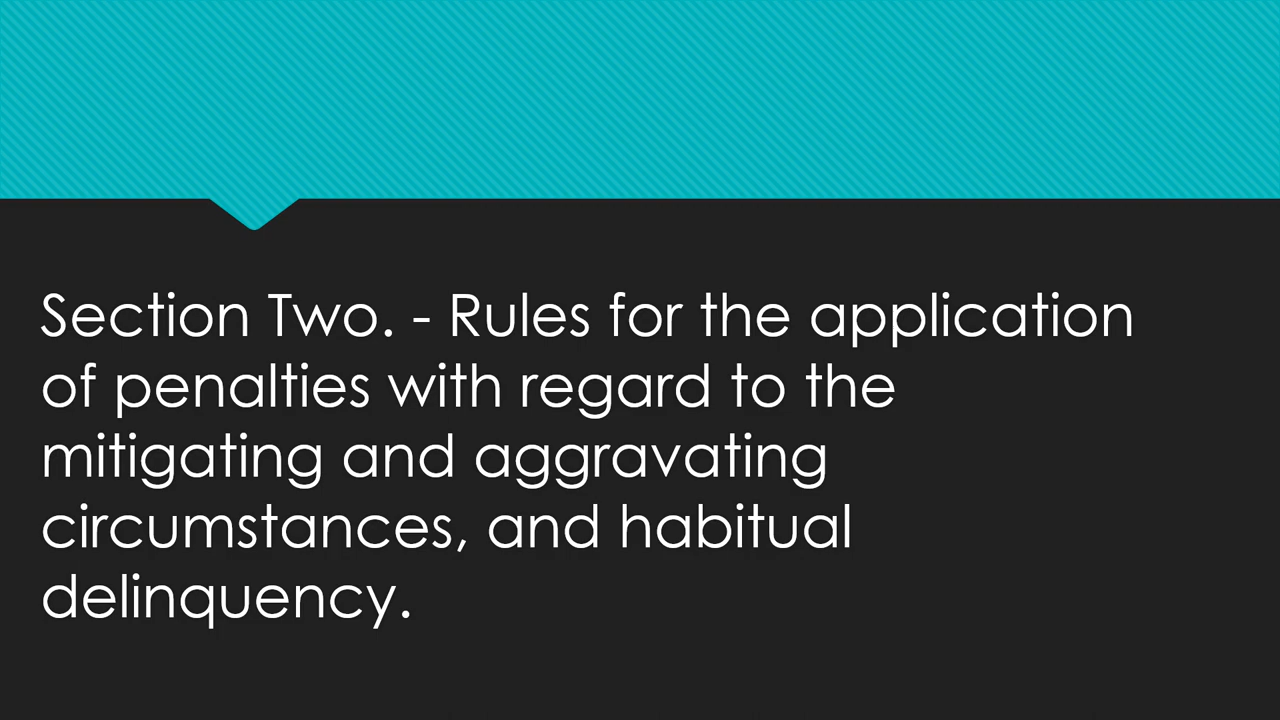 Section Two. - Rules for the application
of penalties with regard to the
mitigating and aggravating
circumstances, and habitual
delinquency.